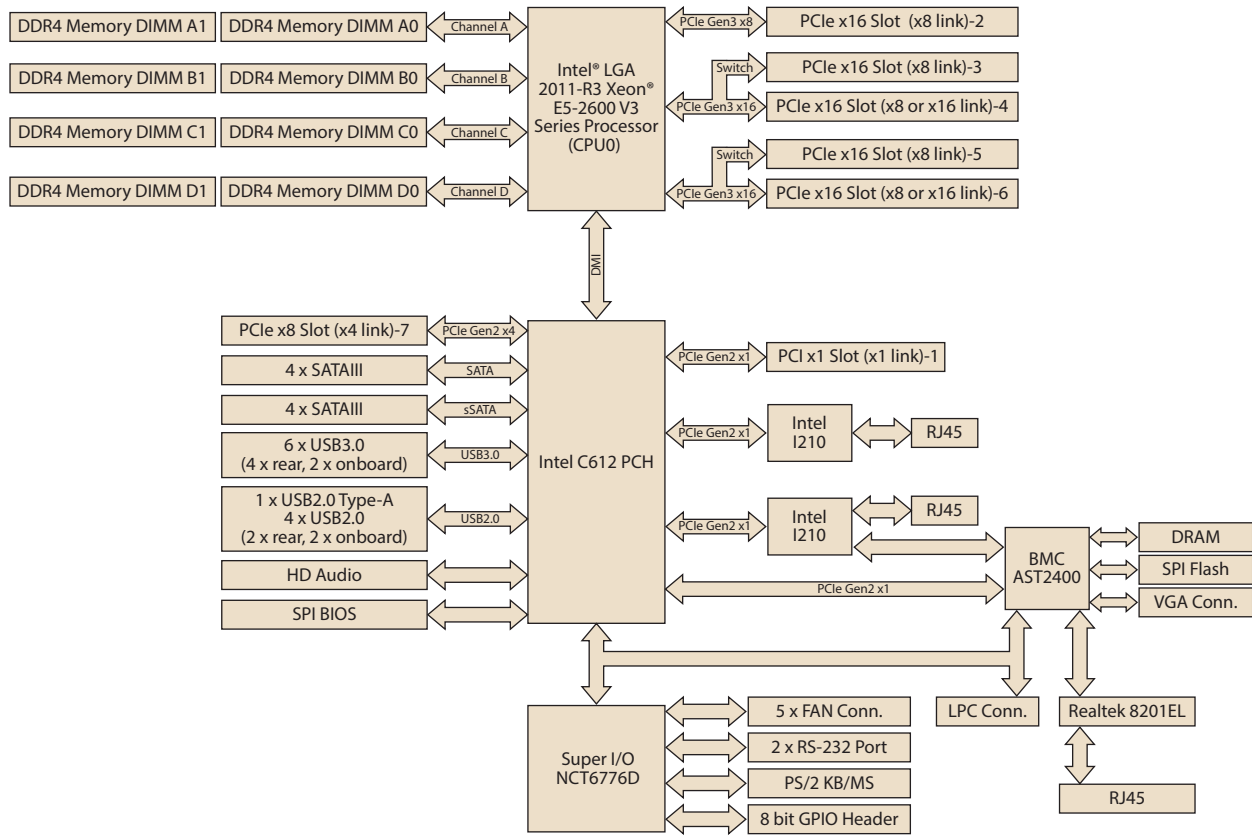 DDR4 Memory DIMM A1
DDR4 Memory DIMM A0
Channel A
DDR4 Memory DIMM B1
DDR4 Memory DIMM B0
Channel B
DDR4 Memory DIMM C1
DDR4 Memory DIMM C0
Channel C
DDR4 Memory DIMM D1
DDR4 Memory DIMM D0
Channel D
Intel® LGA
2011-R3 Xeon®
E5-2600 V3
Series Processor
(CPU0)
PCIe Gen3 x8
PCIe x16 Slot (x8 link)-2
Switch
PCIe x16 Slot (x8 link)-3
PCIe Gen3 x16
PCIe x16 Slot (x8 or x16 link)-4
Switch
PCIe x16 Slot (x8 link)-5
PCIe Gen3 x16
PCIe x16 Slot (x8 or x16 link)-6
DMI
PCIe x8 Slot (x4 link)-7
PCIe Gen2 x4
4 x SATAIII
SATA
4 x SATAIII
sSATA
6 x USB3.0
(4 x rear, 2 x onboard)
USB3.0
1 x USB2.0 Type-A
4 x USB2.0
(2 x rear, 2 x onboard)
USB2.0
HD Audio
SPI BIOS
Intel C612 PCH
PCIe Gen2 x1
PCI x1 Slot (x1 link)-1
PCIe Gen2 x1
Intel
I210
RJ45
PCIe Gen2 x1
Intel
I210
RJ45
PCIe Gen2 x1
BMC
AST2400
DRAM
SPI Flash
VGA Conn.
Super I/O
NCT6776D
5 x FAN Conn.
2 x RS-232 Port
PS/2 KB/MS
8 bit GPIO Header
LPC Conn.
Realtek 8201EL
RJ45